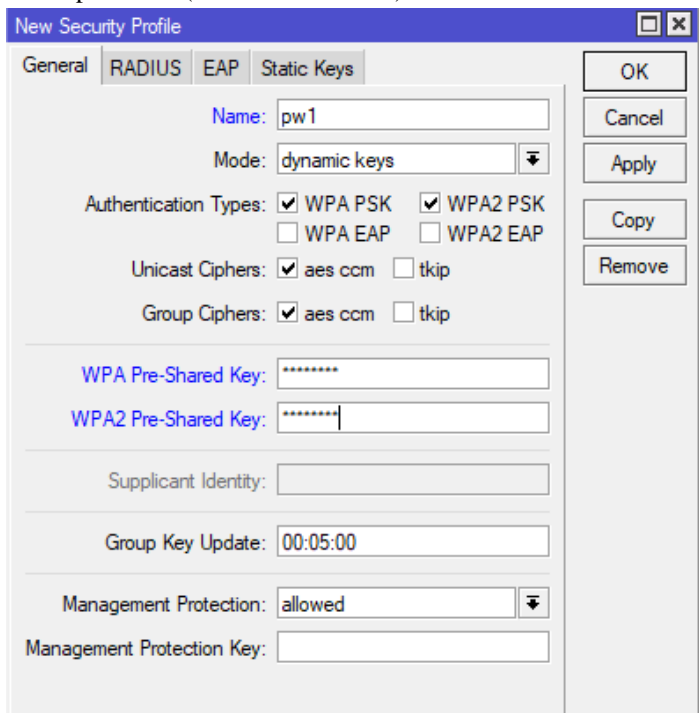 New Security Profile
General RADIUS EAP Static Keys
OK
Name: pw1
Cancel
Mode: dynamic keys
Apply
Authentication Types: WPA PSK WPA2 PSK
WPA EAP WPA2 EAP
Copy
Unicast Ciphers: aes ccm tkip
Remove
Group Ciphers: aes ccm tkip
WPA Pre-Shared Key: ********
WPA2 Pre-Shared Key: ********
Supplicant Identity:
Group Key Update: 00:05:00
Management Protection: allowed
Management Protection Key: